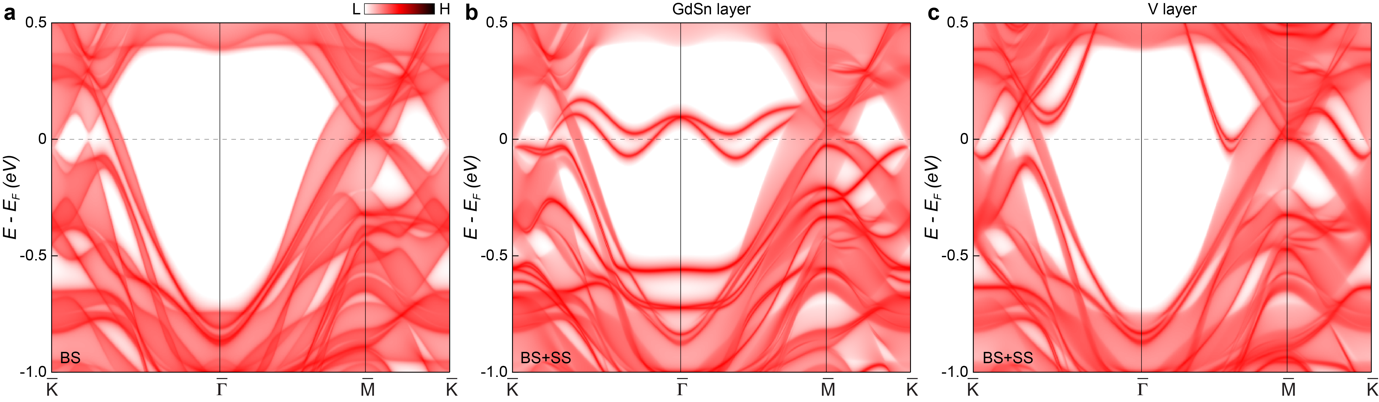 a
L H
0.5
0
-0.5
-1.0
E - E_F (eV)
BS
K̄ Γ̄ M̄ K̄
b
GdSn layer
0.5
0
-0.5
-1.0
E - E_F (eV)
BS+SS
K̄ Γ̄ M̄ K̄
c
V layer
0.5
0
-0.5
-1.0
E - E_F (eV)
BS+SS
K̄ Γ̄ M̄ K̄